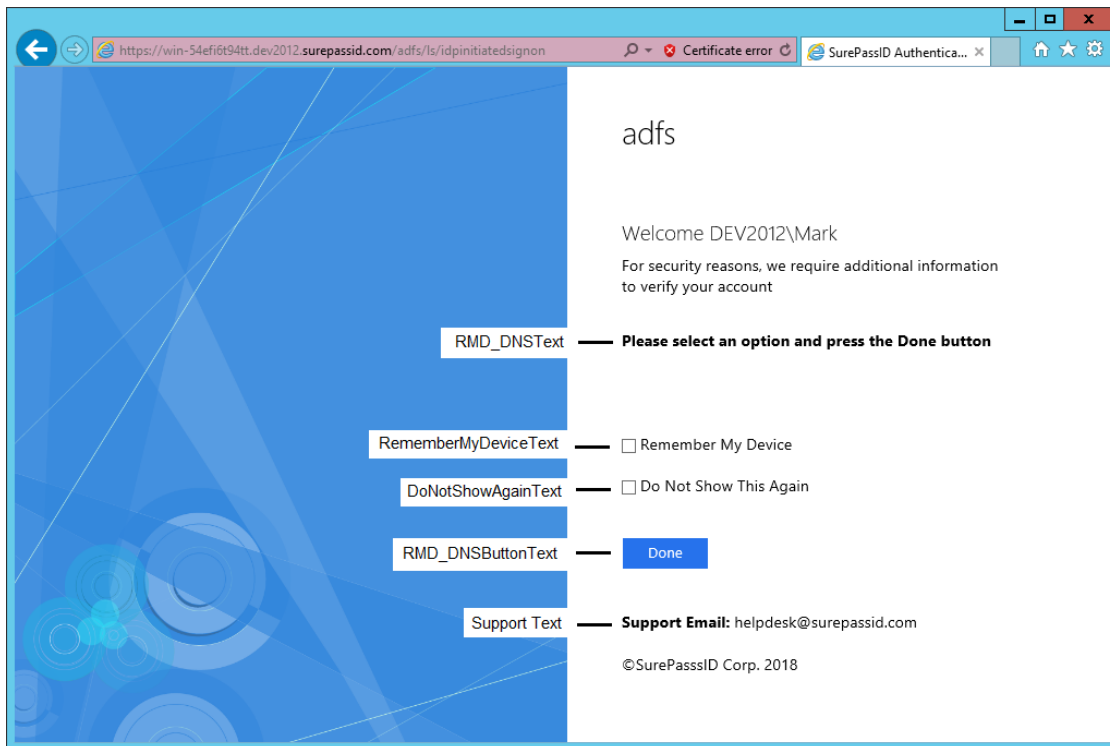 https://win-54efi6t94tt.dev2012.surepassid.com/adfs/ls/idpinitiatedsignon
Certificate error
SurePassID Authentica...
adfs
Welcome DEV2012\Mark
For security reasons, we require additional information
to verify your account
RMD_DNSText
Please select an option and press the Done button
RememberMyDeviceText
Remember My Device
DoNotShowAgainText
Do Not Show This Again
RMD_DNSButtonText
Done
Support Text
Support Email: helpdesk@surepassid.com
©SurePasssID Corp. 2018